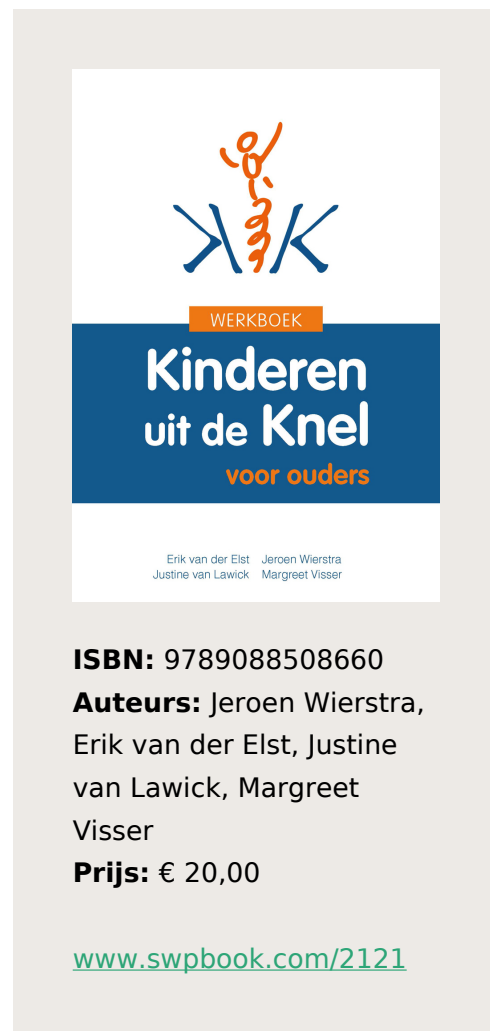 WERKBOEK
Kinderen
uit de Knel
voor ouders
Erik van der Elst Jeroen Wierstra
Justine van Lawick Margreet Visser
ISBN: 9789088508660
Auteurs: Jeroen Wierstra,
Erik van der Elst, Justine
van Lawick, Margreet
Visser
Prijs: € 20,00
www.swpbook.com/2121